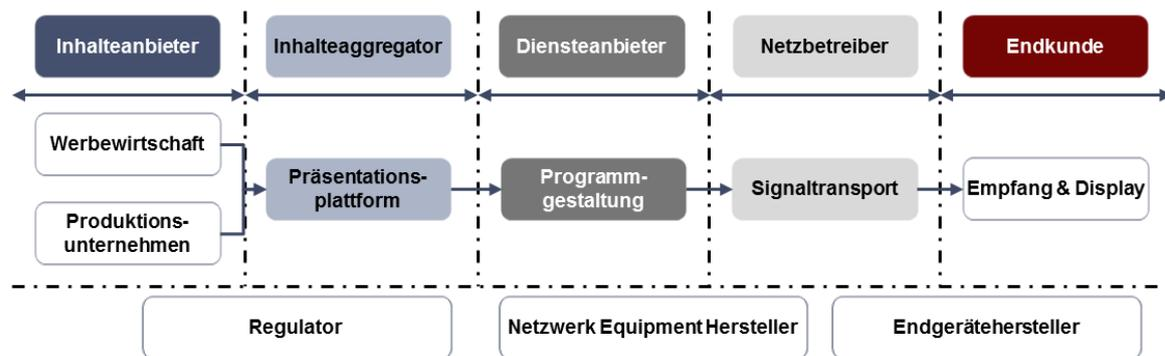 Inhalteanbieter
Inhalteaggregator
Diensteanbieter
Netzbetreiber
Endkunde
Werbewirtschaft
Produktions-
unternehmen
Präsentations-
plattform
Programm-
gestaltung
Signaltransport
Empfang & Display
Regulator
Netzwerk Equipment Hersteller
Endgerätehersteller